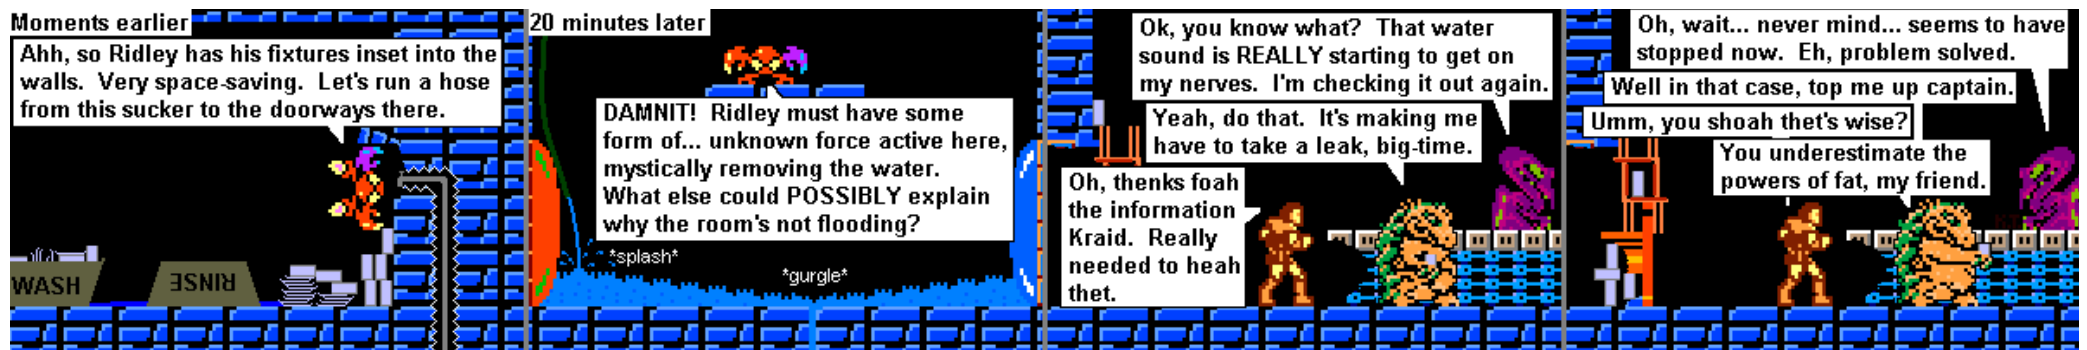 Moments earlier
Ahh, so Ridley has his fixtures inset into the
walls. Very space-saving. Let's run a hose
from this sucker to the doorways there.
WASH
RINSE
20 minutes later
DAMNIT! Ridley must have some
form of... unknown force active here,
mystically removing the water.
What else could POSSIBLY explain
why the room's not flooding?
*splash*
*gurgle*
Ok, you know what? That water
sound is REALLY starting to get on
my nerves. I'm checking it out again.
Yeah, do that. It's making me
have to take a leak, big-time.
Oh, thenks foah
the information
Kraid. Really
needed to heah
thet.
Oh, wait... never mind... seems to have
stopped now. Eh, problem solved.
Well in that case, top me up captain.
Umm, you shoah thet's wise?
You underestimate the
powers of fat, my friend.